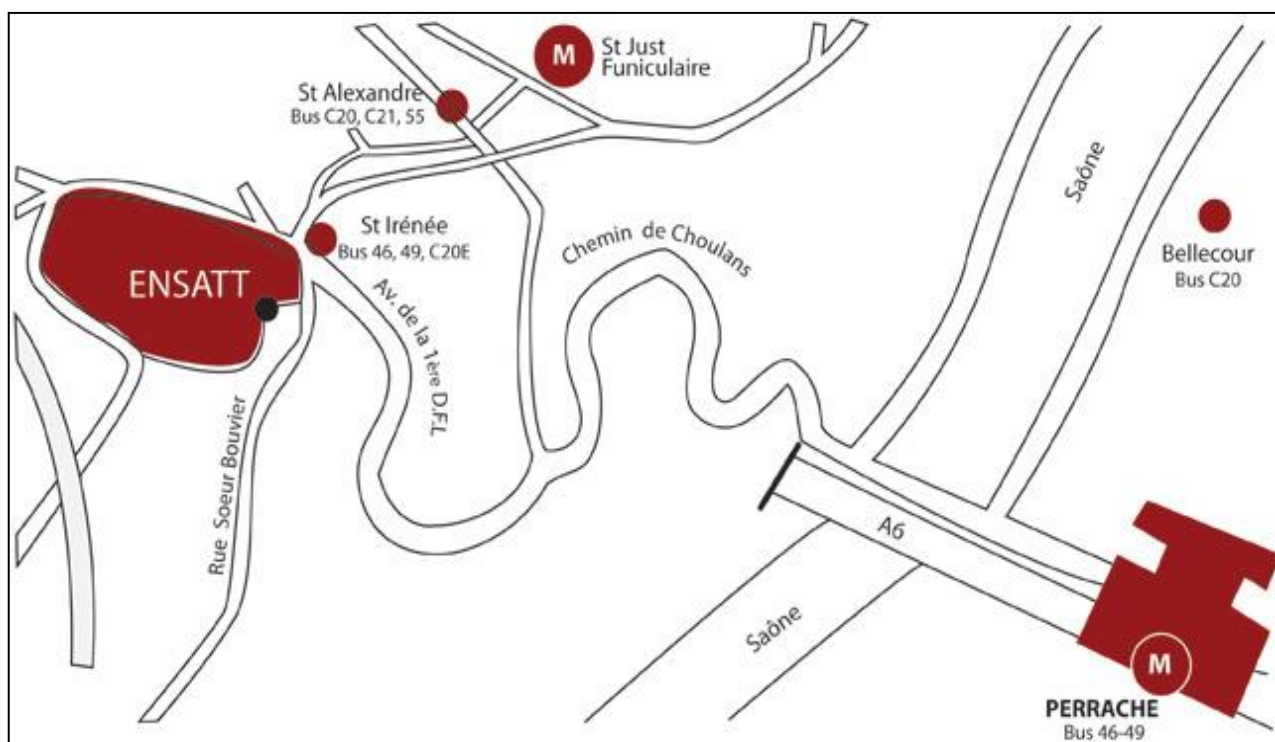 M
St Just
Funiculaire
St Alexandre
Bus C20, C21, 55
Saône
St Irénée
Bus 46, 49, C20E
Chemin de Choulans
Bellecour
Bus C20
ENSATT
Av. de la 1ère D.F.L
Rue Soeur Bouvier
A6
Saône
M
PERRACHE
Bus 46-49